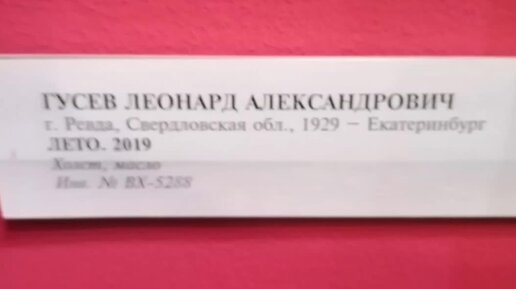 ГУСЕВ ЛЕОНАРД АЛЕКСАНДРОВИЧ
г. Ревда, Свердловская обл., 1929 – Екатеринбург
ЛЕТО. 2019
Холст, масло
Инв. № ВХ-5288